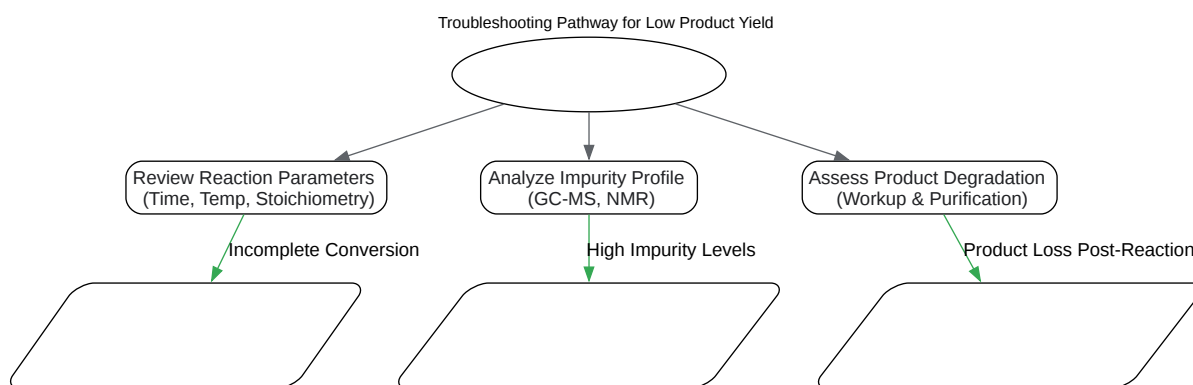 Troubleshooting Pathway for Low Product Yield
Review Reaction Parameters
(Time, Temp, Stoichiometry)
Analyze Impurity Profile
(GC-MS, NMR)
Assess Product Degradation
(Workup & Purification)
Incomplete Conversion
High Impurity Levels
Product Loss Post-Reaction